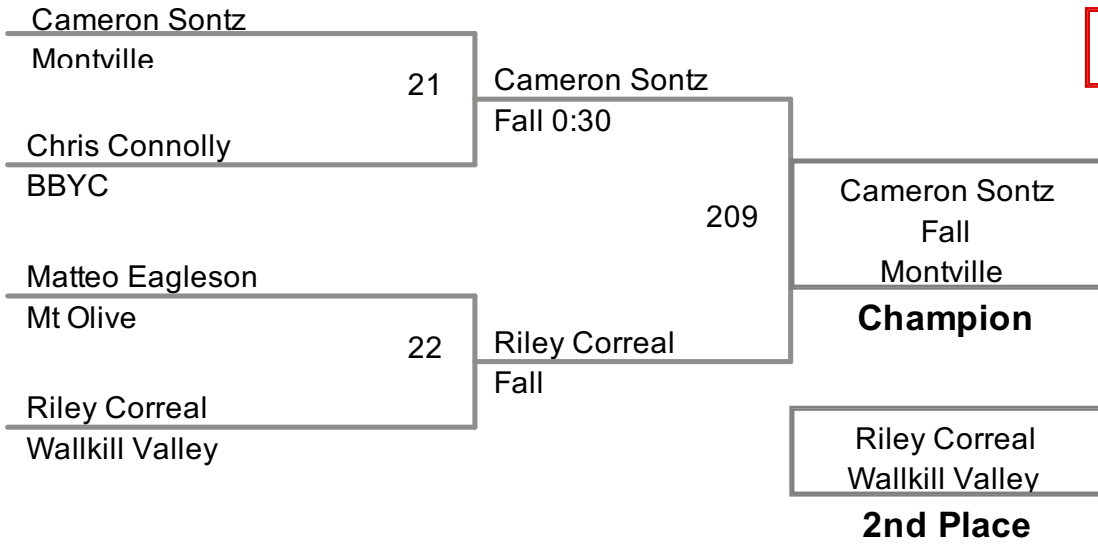 Cameron Sontz
Montville
21
Chris Connolly
BBYC
Matteo Eagleson
Mt Olive
22
Riley Correal
Wallkill Valley
Cameron Sontz
Fall 0:30
209
Riley Correal
Fall
Cameron Sontz
Fall
Montville
Champion
Riley Correal
Wallkill Valley
2nd Place